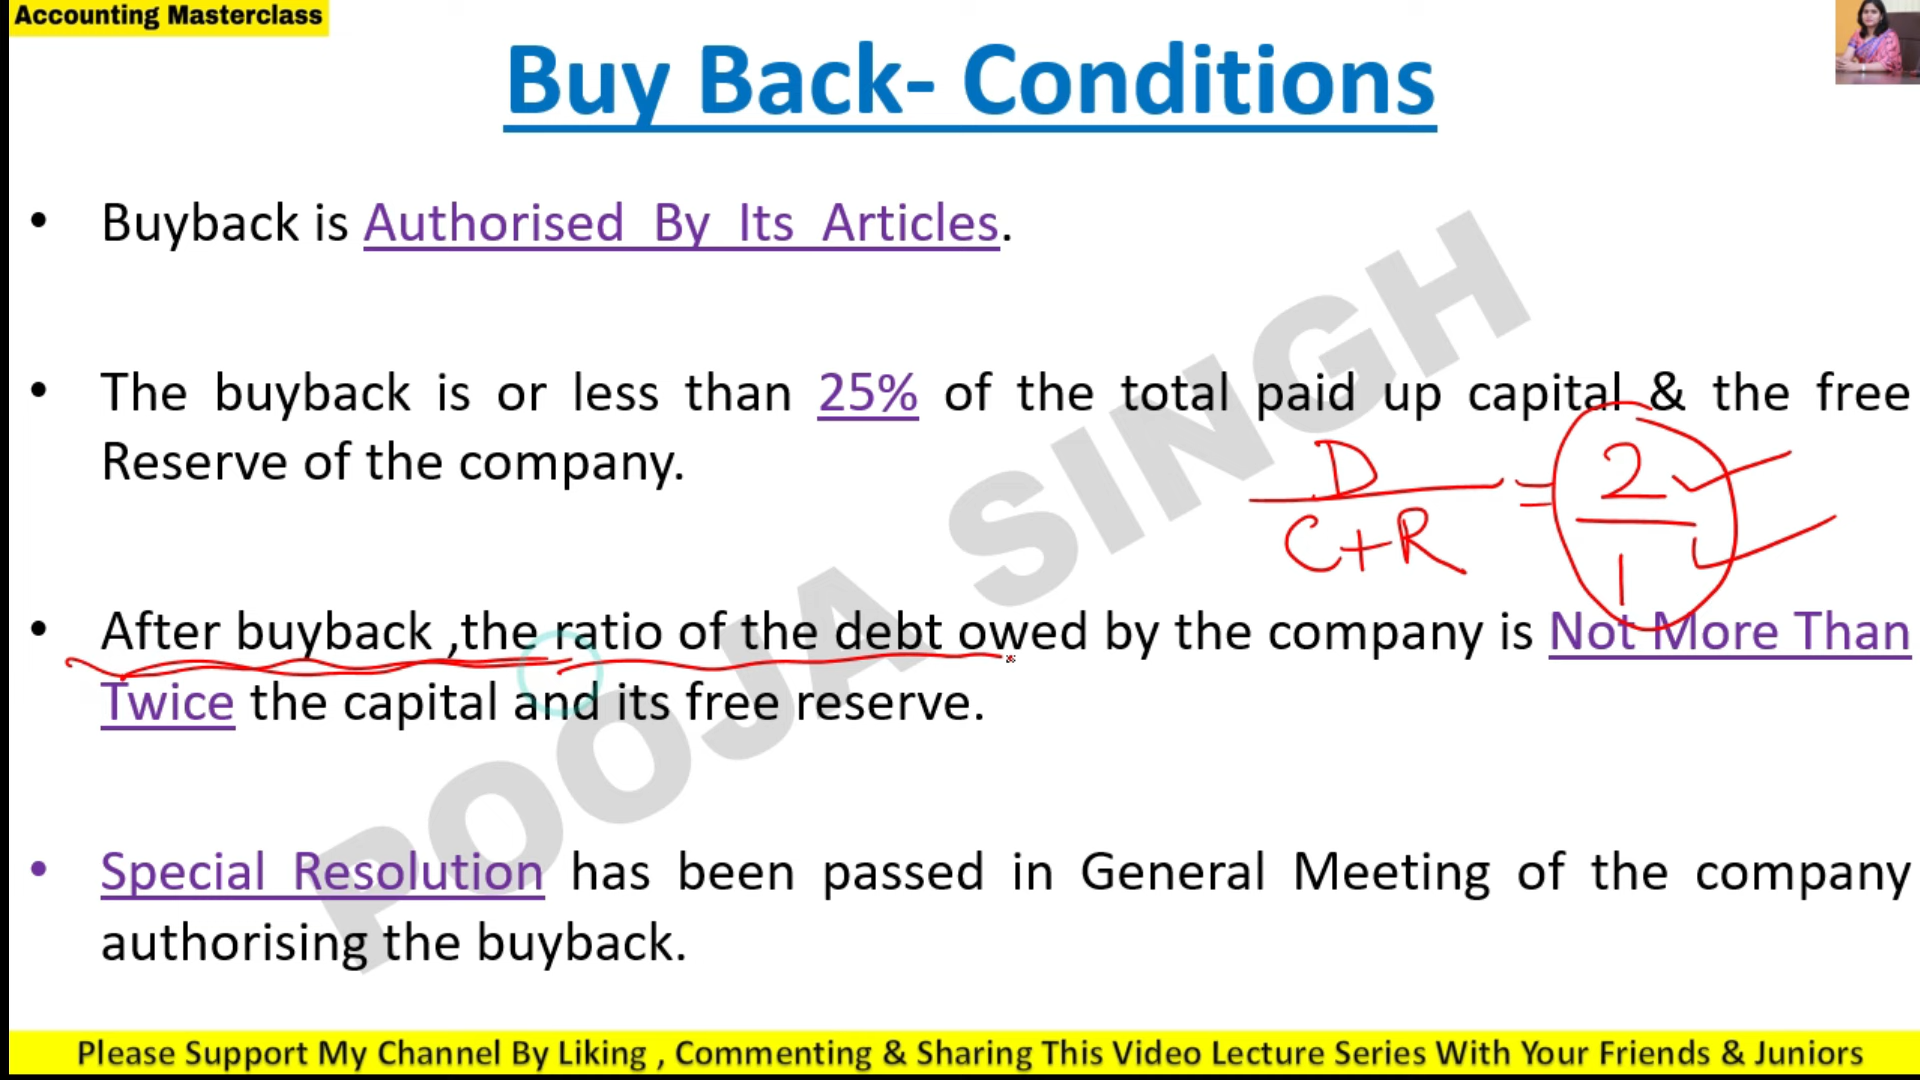 Accounting Masterclass
Buy Back- Conditions
• Buyback is Authorised By Its Articles.
• The buyback is or less than 25% of the total paid up capital & the free
Reserve of the company.
D
C+R
=
2
1
• After buyback ,the ratio of the debt owed by the company is Not More Than
Twice the capital and its free reserve.
• Special Resolution has been passed in General Meeting of the company
authorising the buyback.
POOJA SINGH
Please Support My Channel By Liking , Commenting & Sharing This Video Lecture Series With Your Friends & Juniors